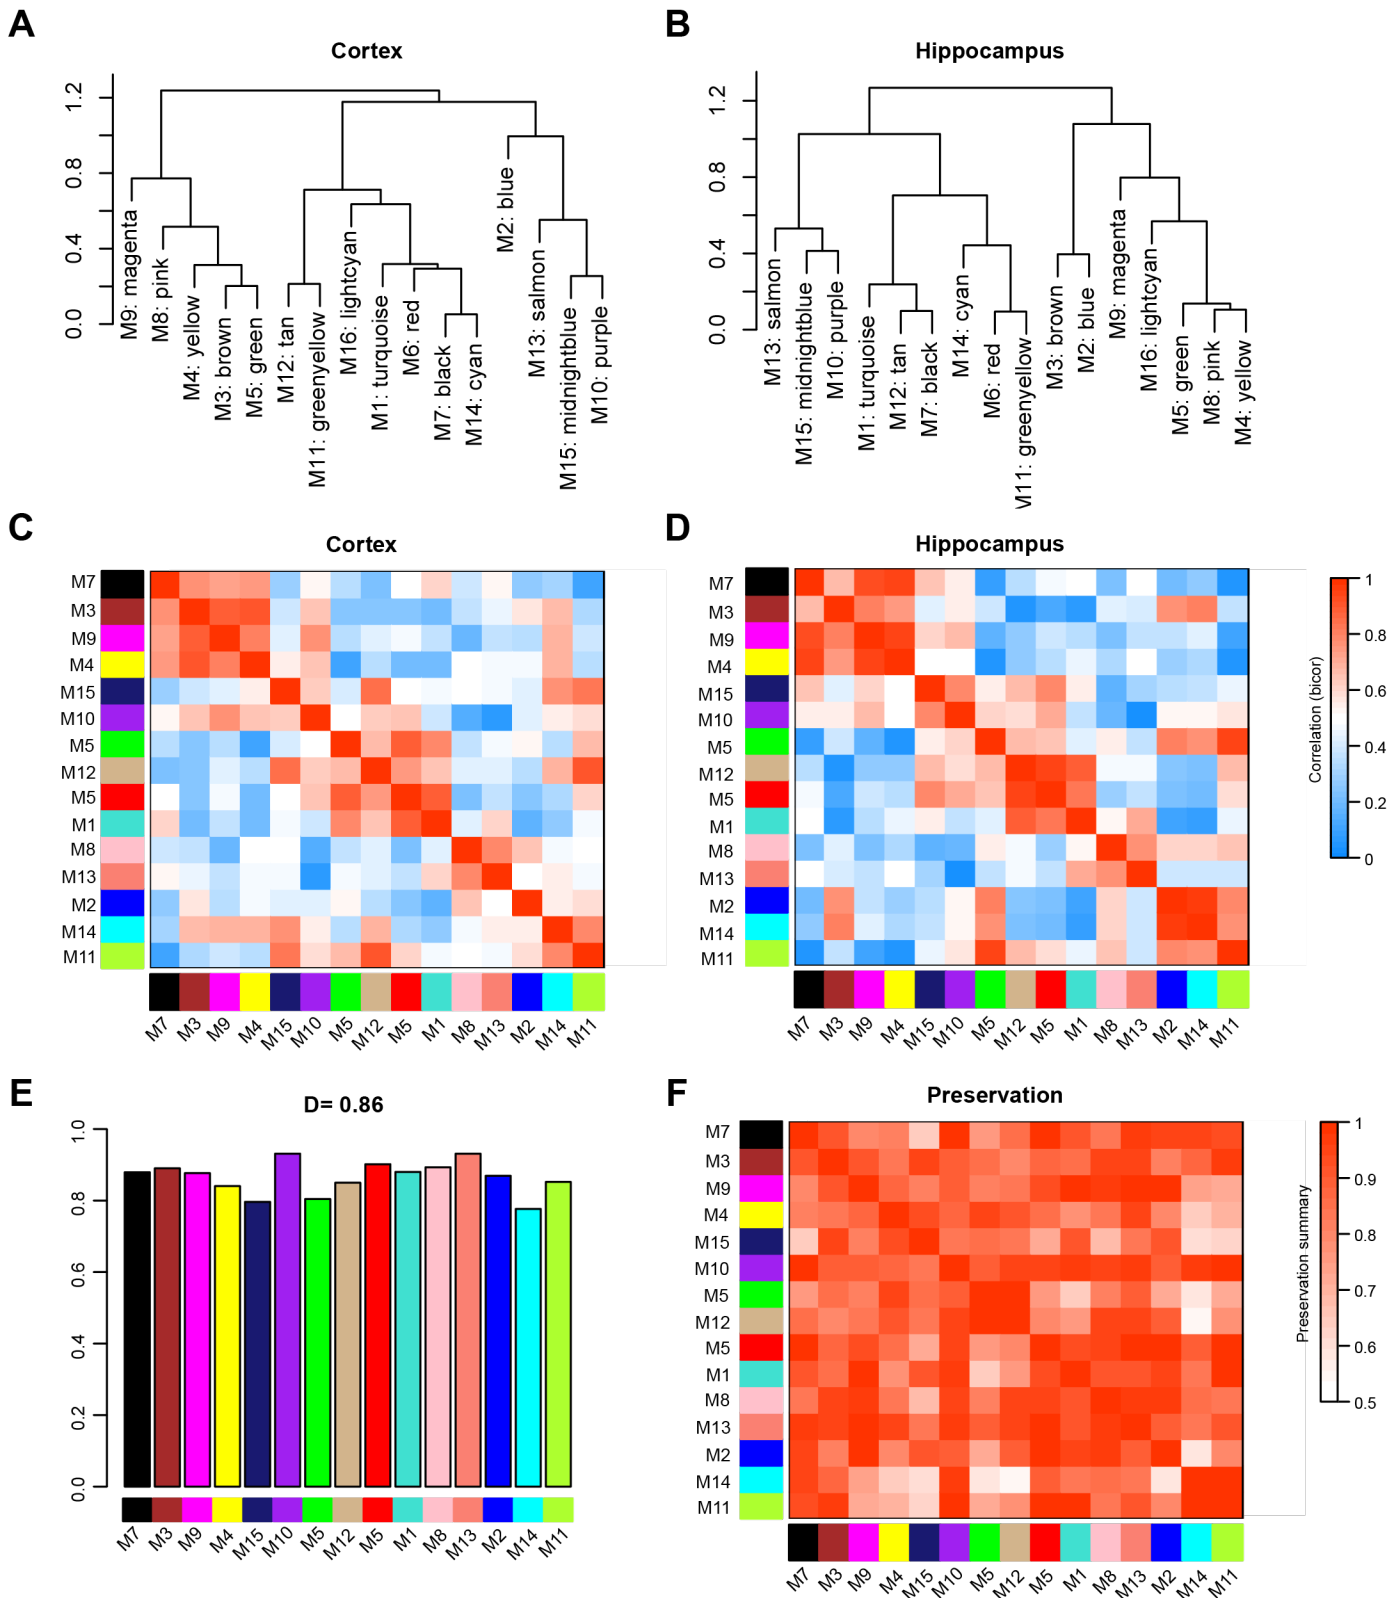 A
B
Cortex
Hippocampus
1.2
0.8
0.4
0.0
M9: magenta
M8: pink
M4: yellow
M3: brown
M5: green
M12: tan
M11: greenyellow
M16: lightcyan
M1: turquoise
M6: red
M7: black
M14: cyan
M2: blue
M13: salmon
M15: midnightblue
M10: purple
1.2
0.8
0.4
0.0
M13: salmon
M15: midnightblue
M10: purple
M1: turquoise
M12: tan
M7: black
M14: cyan
M6: red
M11: greenyellow
M3: brown
M2: blue
M9: magenta
M16: lightcyan
M5: green
M8: pink
M4: yellow
C
D
Cortex
Hippocampus
M7
M3
M9
M4
M15
M10
M5
M12
M5
M1
M8
M13
M2
M14
M11
M7 M3 M9 M4 M15 M10 M5 M12 M5 M1 M8 M13 M2 M14 M11
M7
M3
M9
M4
M15
M10
M5
M12
M5
M1
M8
M13
M2
M14
M11
M7 M3 M9 M4 M15 M10 M5 M12 M5 M1 M8 M13 M2 M14 M11
Correlation (bicor)
1
0.8
0.6
0.4
0.2
0
E
F
D= 0.86
Preservation
1.0
0.8
0.6
0.4
0.2
0.0
M7 M3 M9 M4 M15 M10 M5 M12 M5 M1 M8 M13 M2 M14 M11
M7
M3
M9
M4
M15
M10
M5
M12
M5
M1
M8
M13
M2
M14
M11
M7 M3 M9 M4 M15 M10 M5 M12 M5 M1 M8 M13 M2 M14 M11
Preservation summary
1
0.9
0.8
0.7
0.6
0.5